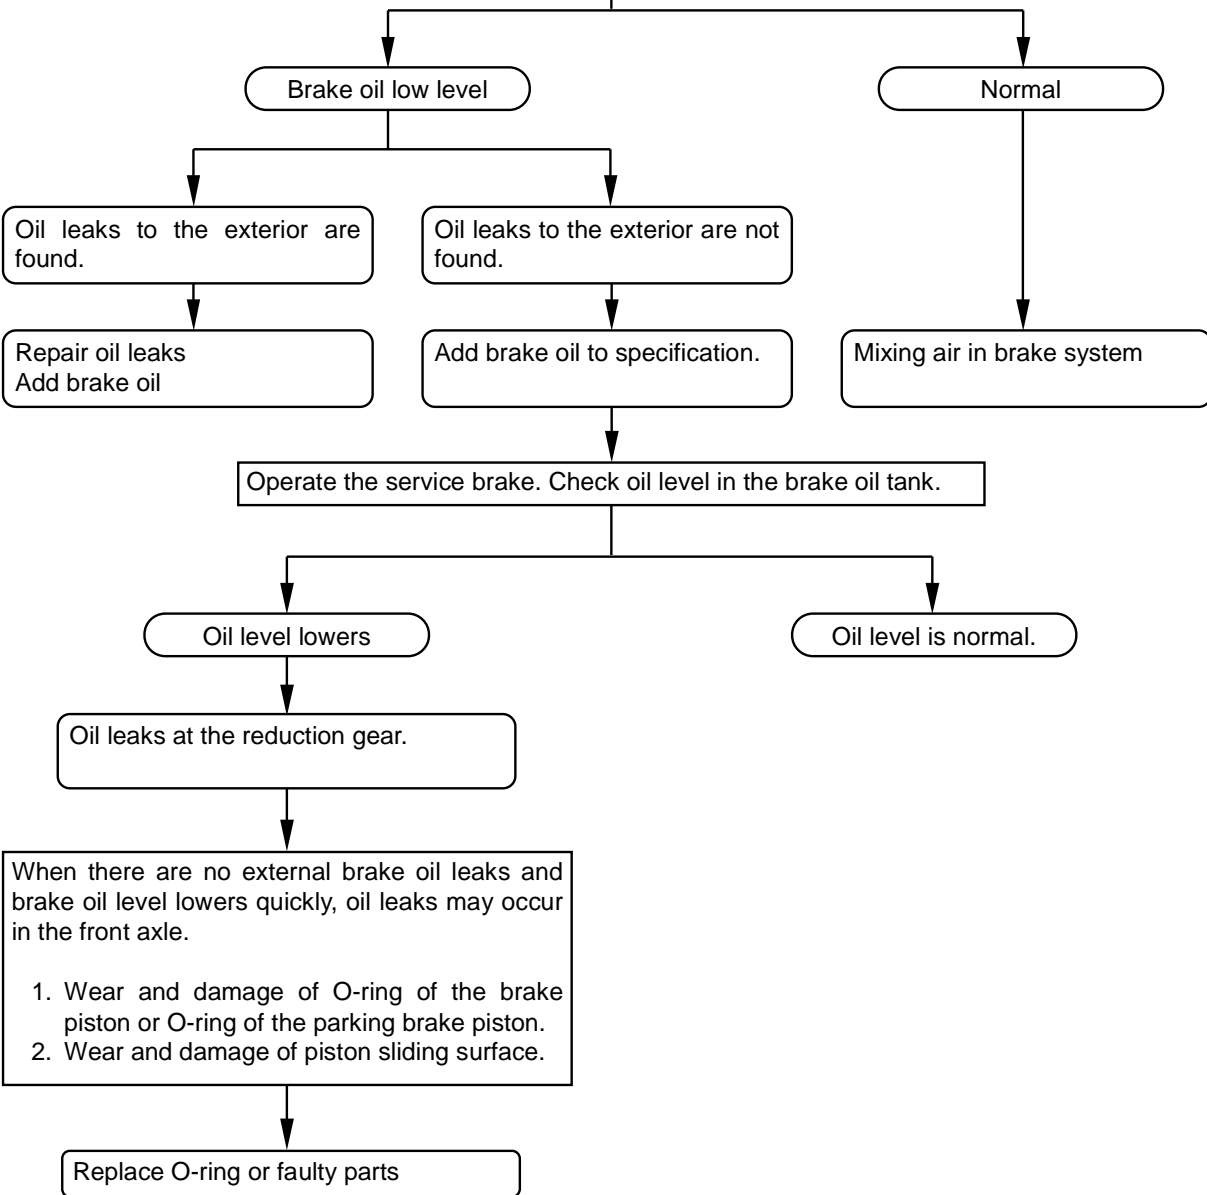 Brake oil low level
Normal
Oil leaks to the exterior are
found.
Oil leaks to the exterior are not
found.
Repair oil leaks
Add brake oil
Add brake oil to specification.
Mixing air in brake system
Operate the service brake. Check oil level in the brake oil tank.
Oil level lowers
Oil level is normal.
Oil leaks at the reduction gear.
When there are no external brake oil leaks and
brake oil level lowers quickly, oil leaks may occur
in the front axle.
1. Wear and damage of O-ring of the brake
piston or O-ring of the parking brake piston.
2. Wear and damage of piston sliding surface.
Replace O-ring or faulty parts